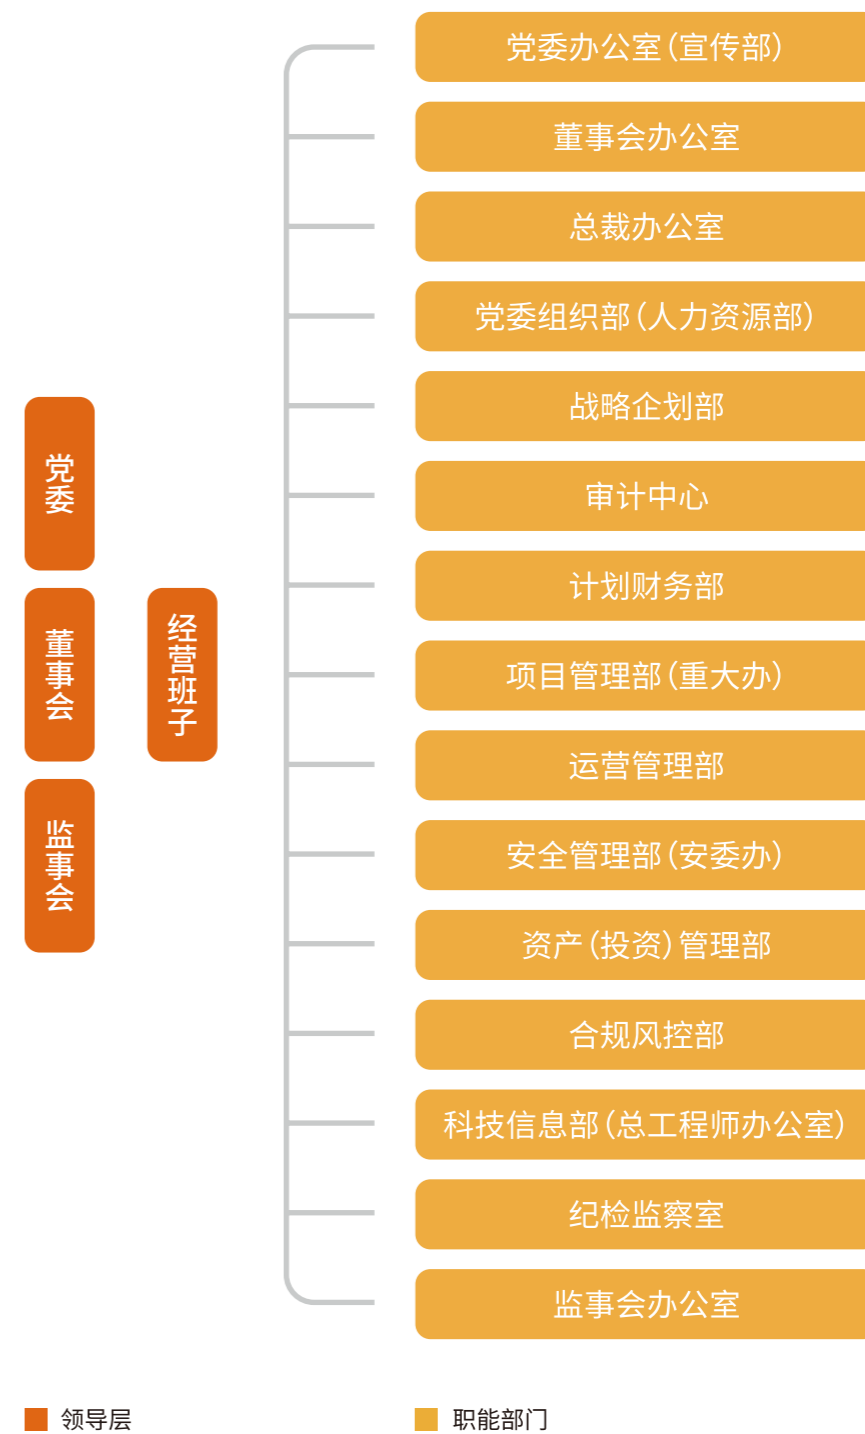 党委
董事会
监事会
经营班子
党委办公室（宣传部）
董事会办公室
总裁办公室
党委组织部（人力资源部）
战略企划部
审计中心
计划财务部
项目管理部（重大办）
运营管理部
安全管理部（安委办）
资产（投资）管理部
合规风控部
科技信息部（总工程师办公室）
纪检监察室
监事会办公室
领导层
职能部门